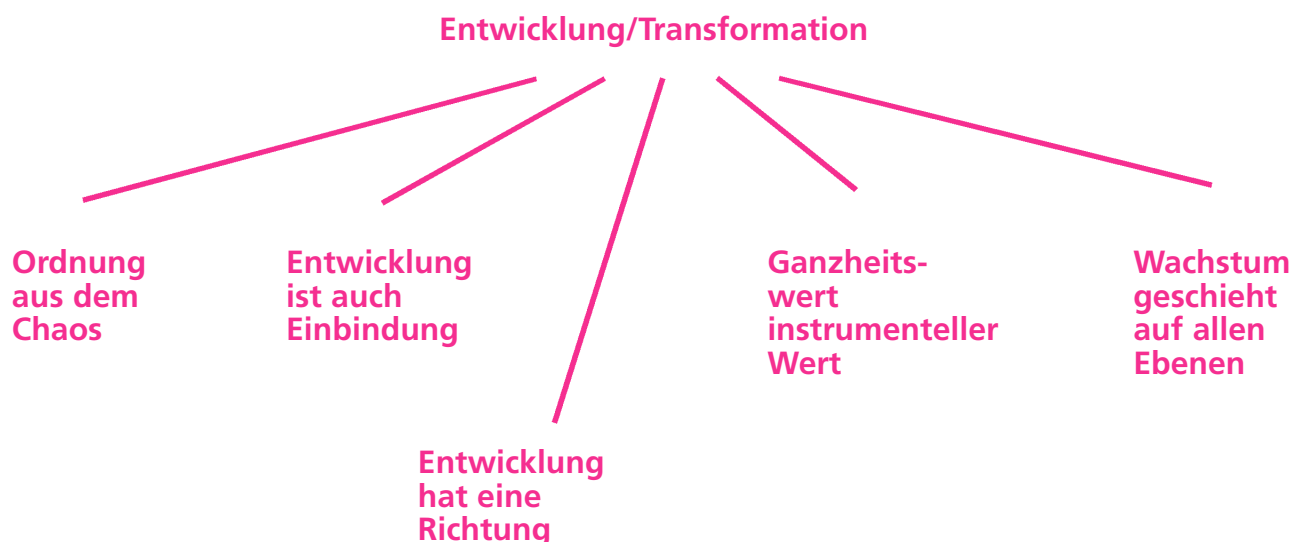 Entwicklung/Transformation
Ordnung
aus dem
Chaos
Entwicklung
ist auch
Einbindung
Entwicklung
hat eine
Richtung
Ganzheits-
wert
instrumenteller
Wert
Wachstum
geschieht
auf allen
Ebenen